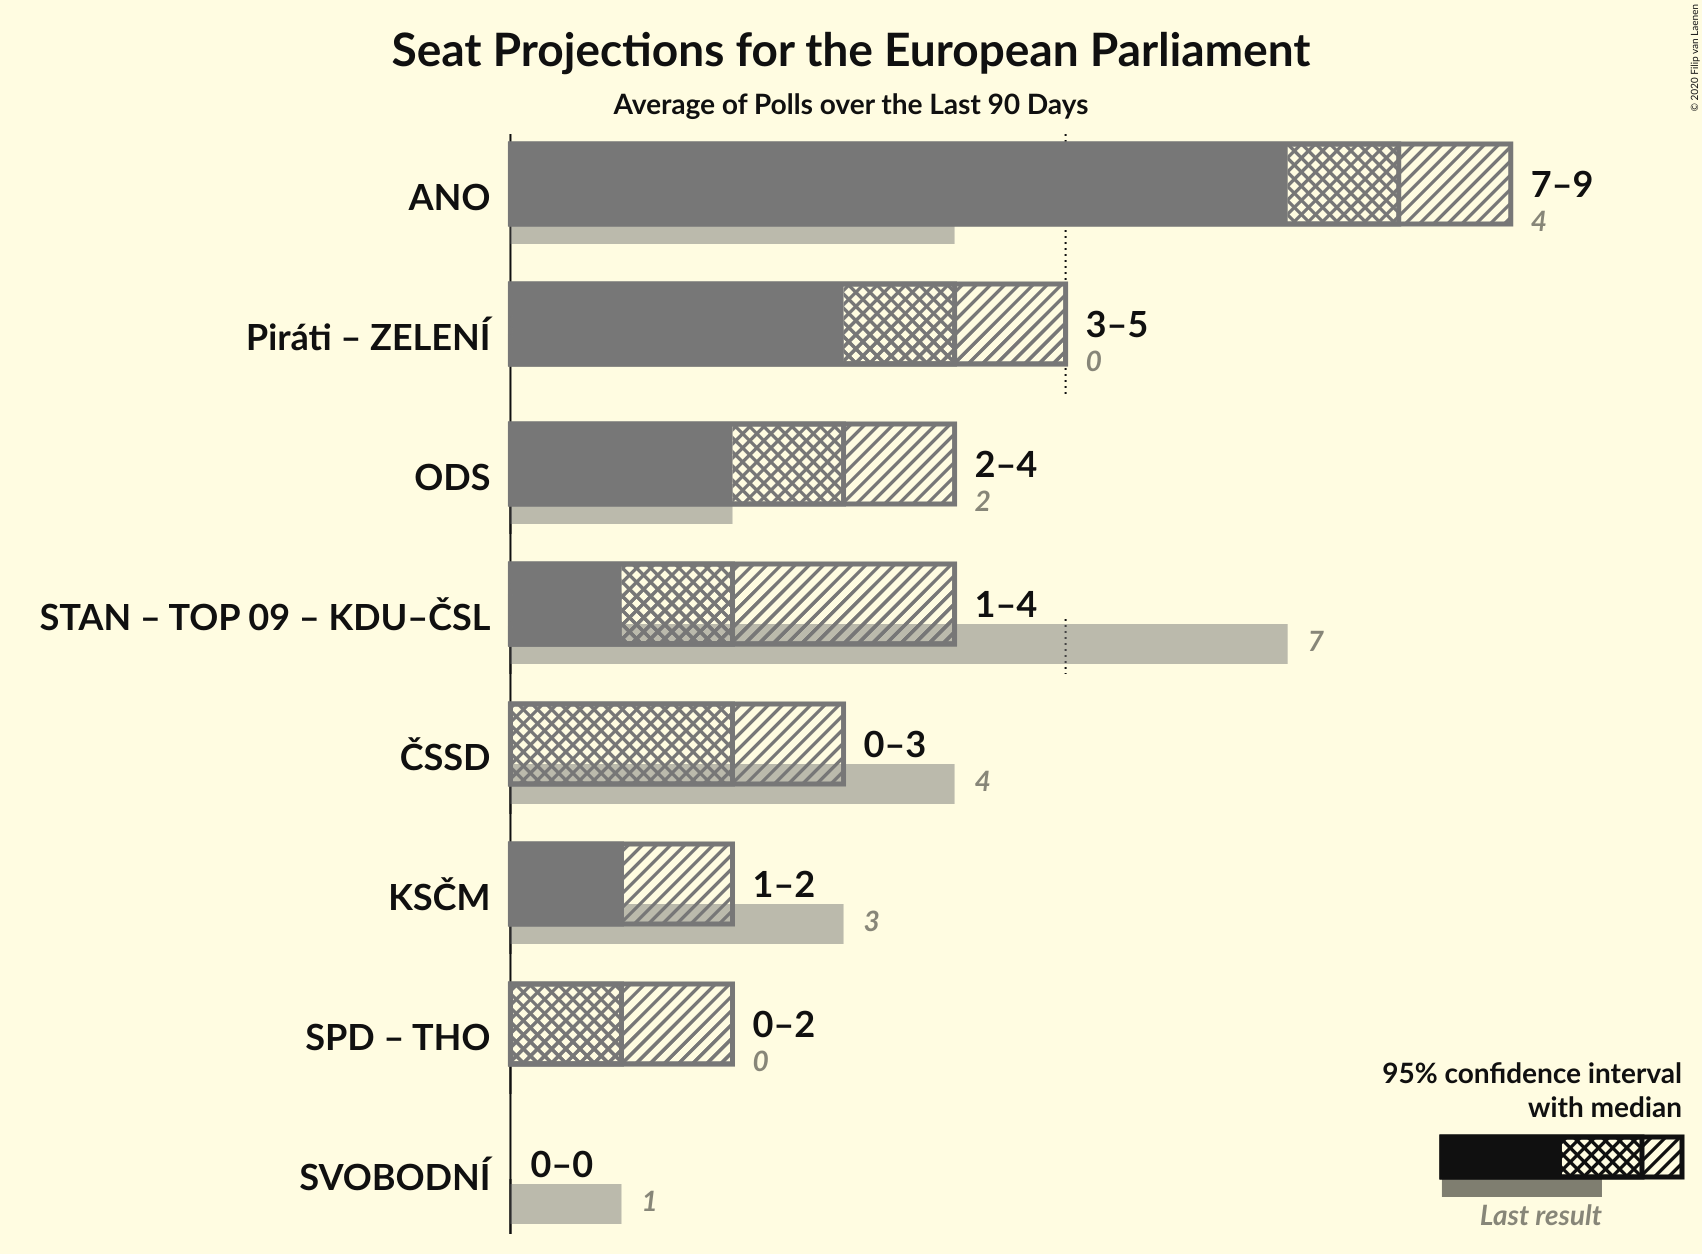 Seat Projections for the European Parliament
Average of Polls over the Last 90 Days
© 2020 Filip van Laenen
ANO
7–9
4
Piráti – ZELENÍ
3–5
0
ODS
2–4
2
STAN – TOP 09 – KDU–ČSL
1–4
7
ČSSD
0–3
4
KSČM
1–2
3
SPD – THO
0–2
0
SVOBODNÍ
0–0
1
95% confidence interval
with median
Last result